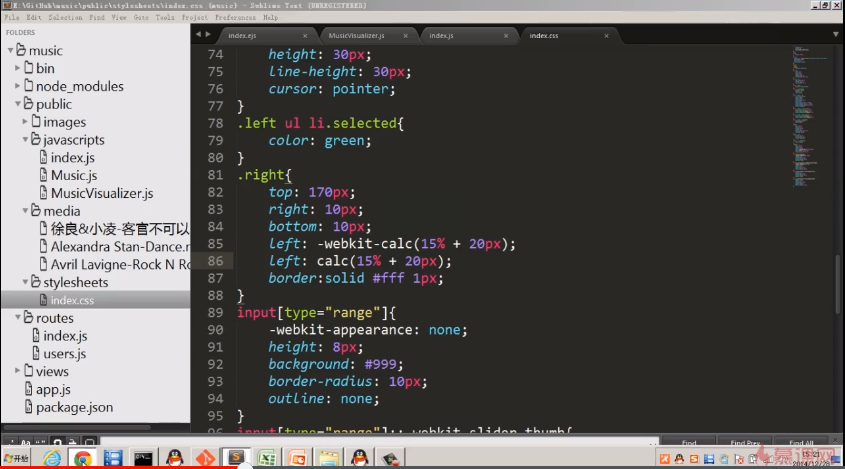 E:\GitHub\music\public\stylesheets\index.css (music) - Sublime Text (UNREGISTERED)
File Edit Selection Find View Goto Tools Project Preferences Help
FOLDERS
music
bin
node_modules
public
images
javascripts
index.js
Music.js
MusicVisualizer.js
media
徐良&小凌-客官不可以
Alexandra Stan-Dance.m
Avril Lavigne-Rock N Ro
stylesheets
index.css
routes
index.js
users.js
views
app.js
package.json
index.ejs × MusicVisualizer.js × index.js × index.css ×
74 height: 30px;
75 line-height: 30px;
76 cursor: pointer;
77 }
78 .left ul li.selected{
79 color: green;
80 }
81 .right{
82 top: 170px;
83 right: 10px;
84 bottom: 10px;
85 left: -webkit-calc(15% + 20px);
86 left: calc(15% + 20px);
87 border:solid #fff 1px;
88 }
89 input[type="range"]{
90 -webkit-appearance: none;
91 height: 8px;
92 background: #999;
93 border-radius: 10px;
94 outline: none;
95 }
96 input[type="range"]::-webkit-slider-thumb{
Find Find Prev Find All
开始
15:21
2014/12/28
慕课网